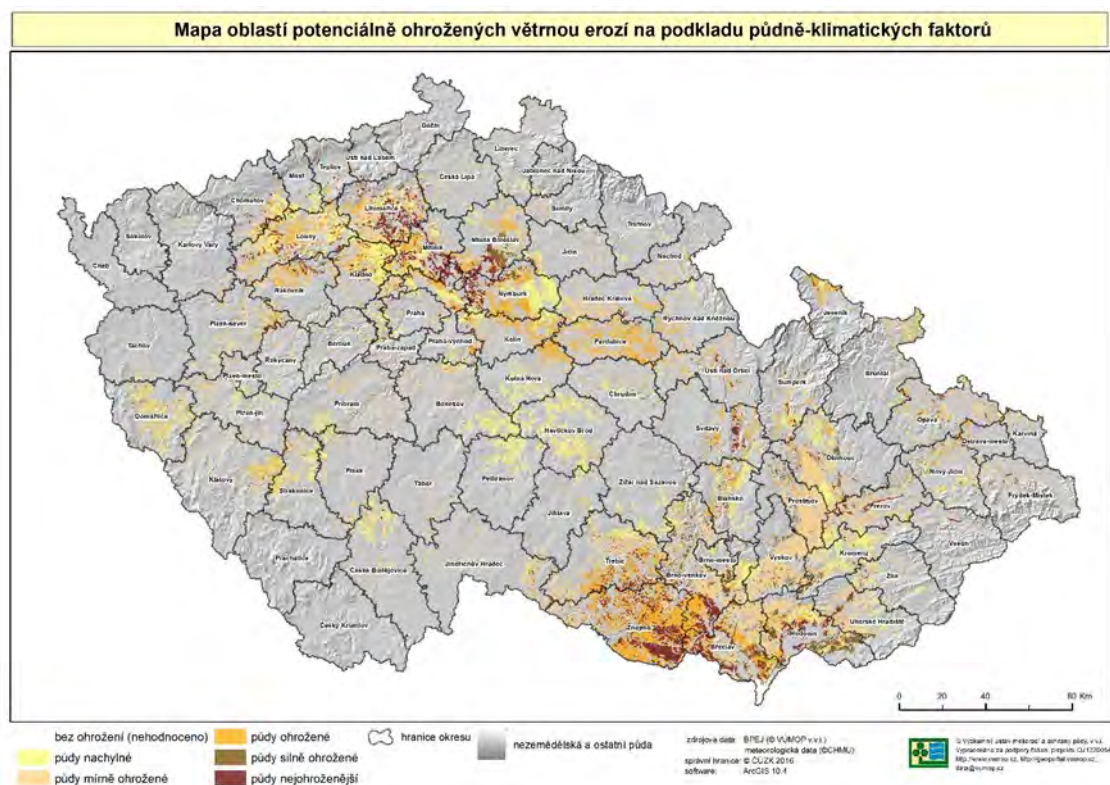 Mapa oblastí potenciálně ohrožených větrnou erozí na podkladu půdně-klimatických faktorů
Děčín
Liberec
Ústí nad Labem
Teplice
Jablonec nad Nisou
Most
Česká Lípa
Chomutov
Litoměřice
Semily
Trutnov
Sokolov
Karlovy Vary
Louny
Mělník
Mladá Boleslav
Jičín
Náchod
Cheb
Kladno
Rakovník
Nymburk
Hradec Králové
Rychnov nad Kněžnou
Jeseník
Praha
Plzeň-sever
Beroun
Praha-západ
Praha-východ
Kolín
Pardubice
Tachov
Rokycany
Ústí nad Orlicí
Šumperk
Bruntál
Plzeň-město
Kutná Hora
Chrudim
Domažlice
Plzeň-jih
Příbram
Benešov
Opava
Karviná
Havlíčkův Brod
Svitavy
Ostrava-město
Olomouc
Klatovy
Strakonice
Písek
Tábor
Pelhřimov
Žďár nad Sázavou
Nový Jičín
Frýdek-Místek
Blansko
Prostějov
Přerov
Jihlava
Vsetín
Prachatice
České Budějovice
Jindřichův Hradec
Třebíč
Brno-město
Vyškov
Kroměříž
Brno-venkov
Zlín
Český Krumlov
Znojmo
Uherské Hradiště
Hodonín
Břeclav
0 20 40 80 Km
bez ohrožení (nehodnoceno)
půdy náchylné
půdy mírně ohrožené
půdy ohrožené
půdy silně ohrožené
půdy nejohroženější
hranice okresu
nezemědělská a ostatní půda
zdrojová data: BPEJ (© VÚMOP v.v.i.)
meteorologická data (©CHMÚ)
správní hranice: © ČÚZK 2016
software: ArcGIS 10.4